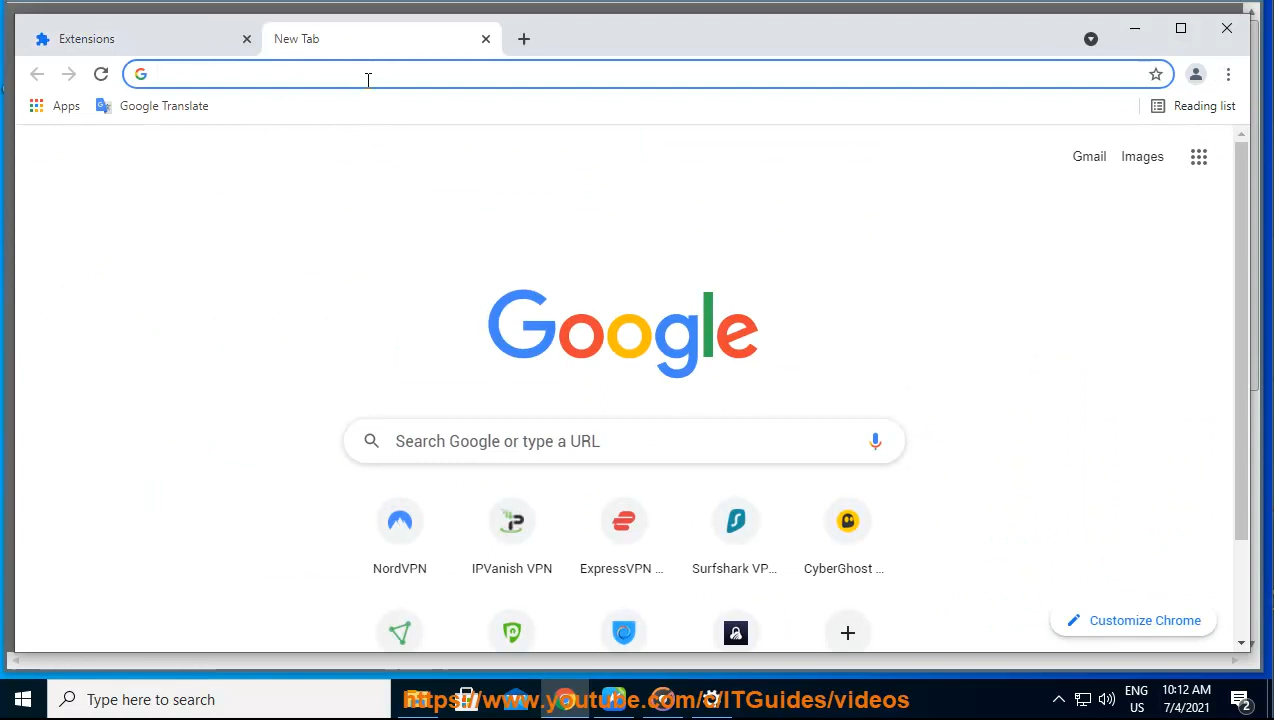 Extensions
New Tab
Apps
Google Translate
Reading list
Gmail
Images
Google
Search Google or type a URL
NordVPN
IPVanish VPN
ExpressVPN ...
Surfshark VP...
CyberGhost ...
Customize Chrome
Type here to search
https://www.youtube.com/c/ITGuides/videos
ENG
US
10:12 AM
7/4/2021
2